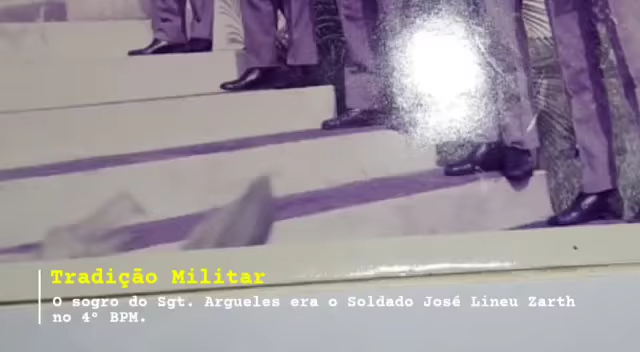 Tradição Militar
O sogro do Sgt. Argueles era o Soldado José Lineu Zarth
no 4º BPM.